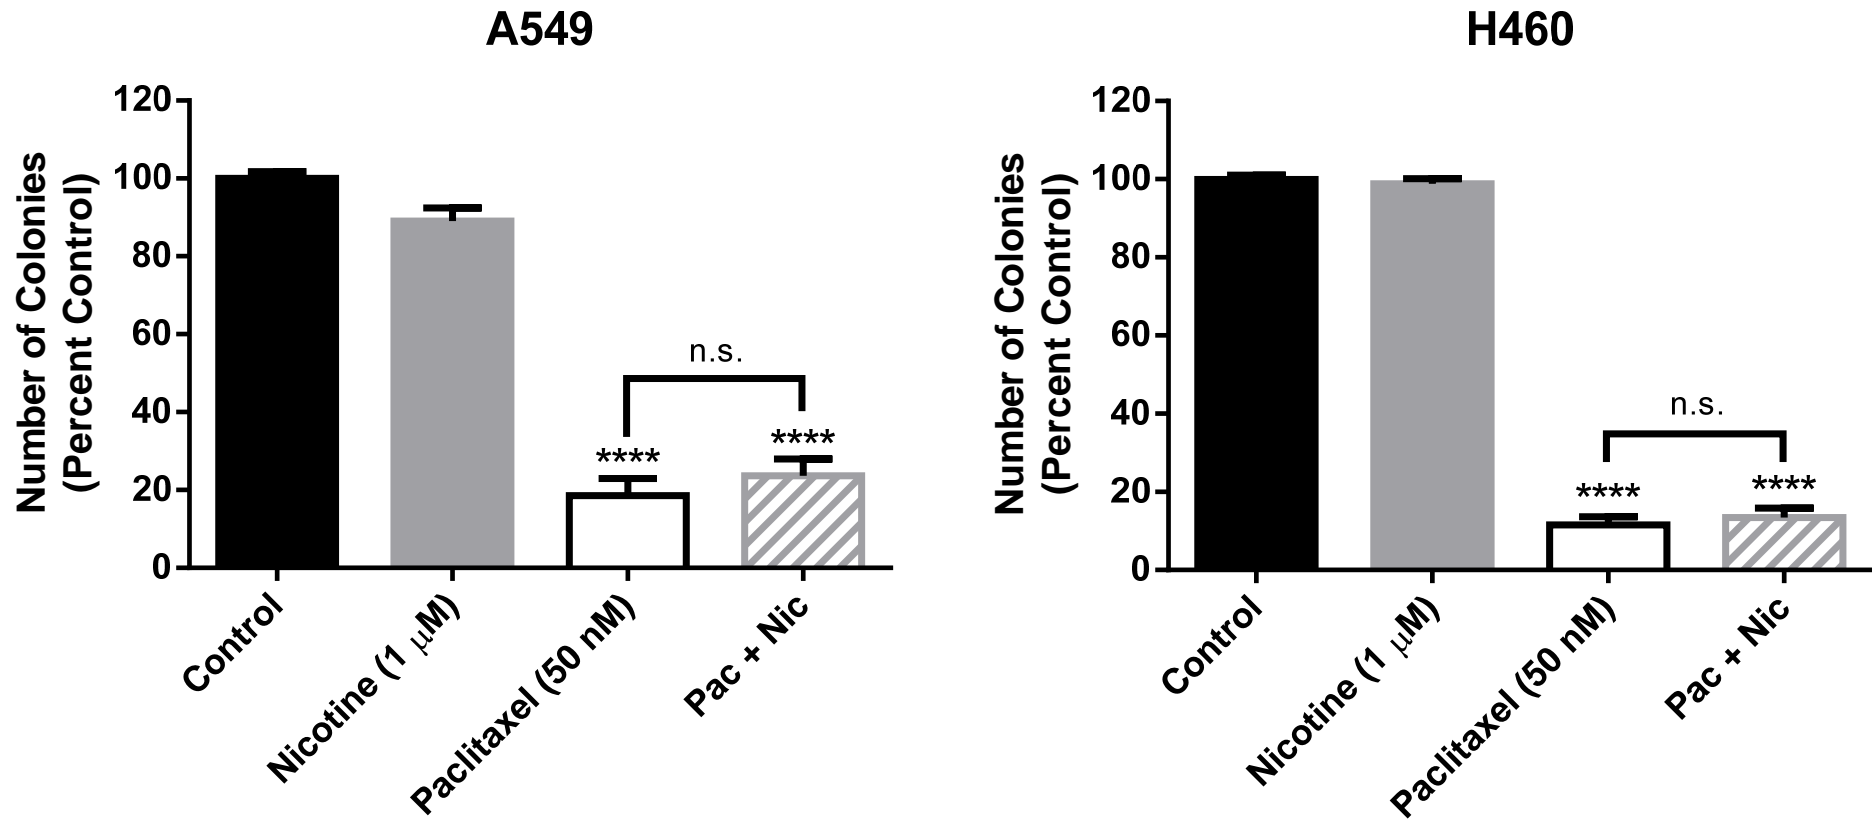 A549
Number of Colonies
(Percent Control)
120
100
80
60
40
20
0
n.s.
****
****
Control
Nicotine (1 μM)
Paclitaxel (50 nM)
Pac + Nic
H460
Number of Colonies
(Percent Control)
120
100
80
60
40
20
0
n.s.
****
****
Control
Nicotine (1 μM)
Paclitaxel (50 nM)
Pac + Nic